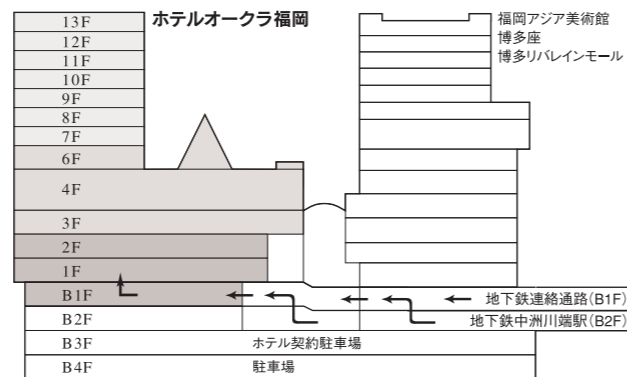 ホテルオークラ福岡
福岡アジア美術館
博多座
博多リバレインモール
13F
12F
11F
10F
9F
8F
7F
6F
4F
3F
2F
1F
B1F
地下鉄連絡通路(B1F)
B2F
地下鉄中洲川端駅(B2F)
B3F ホテル契約駐車場
B4F 駐車場